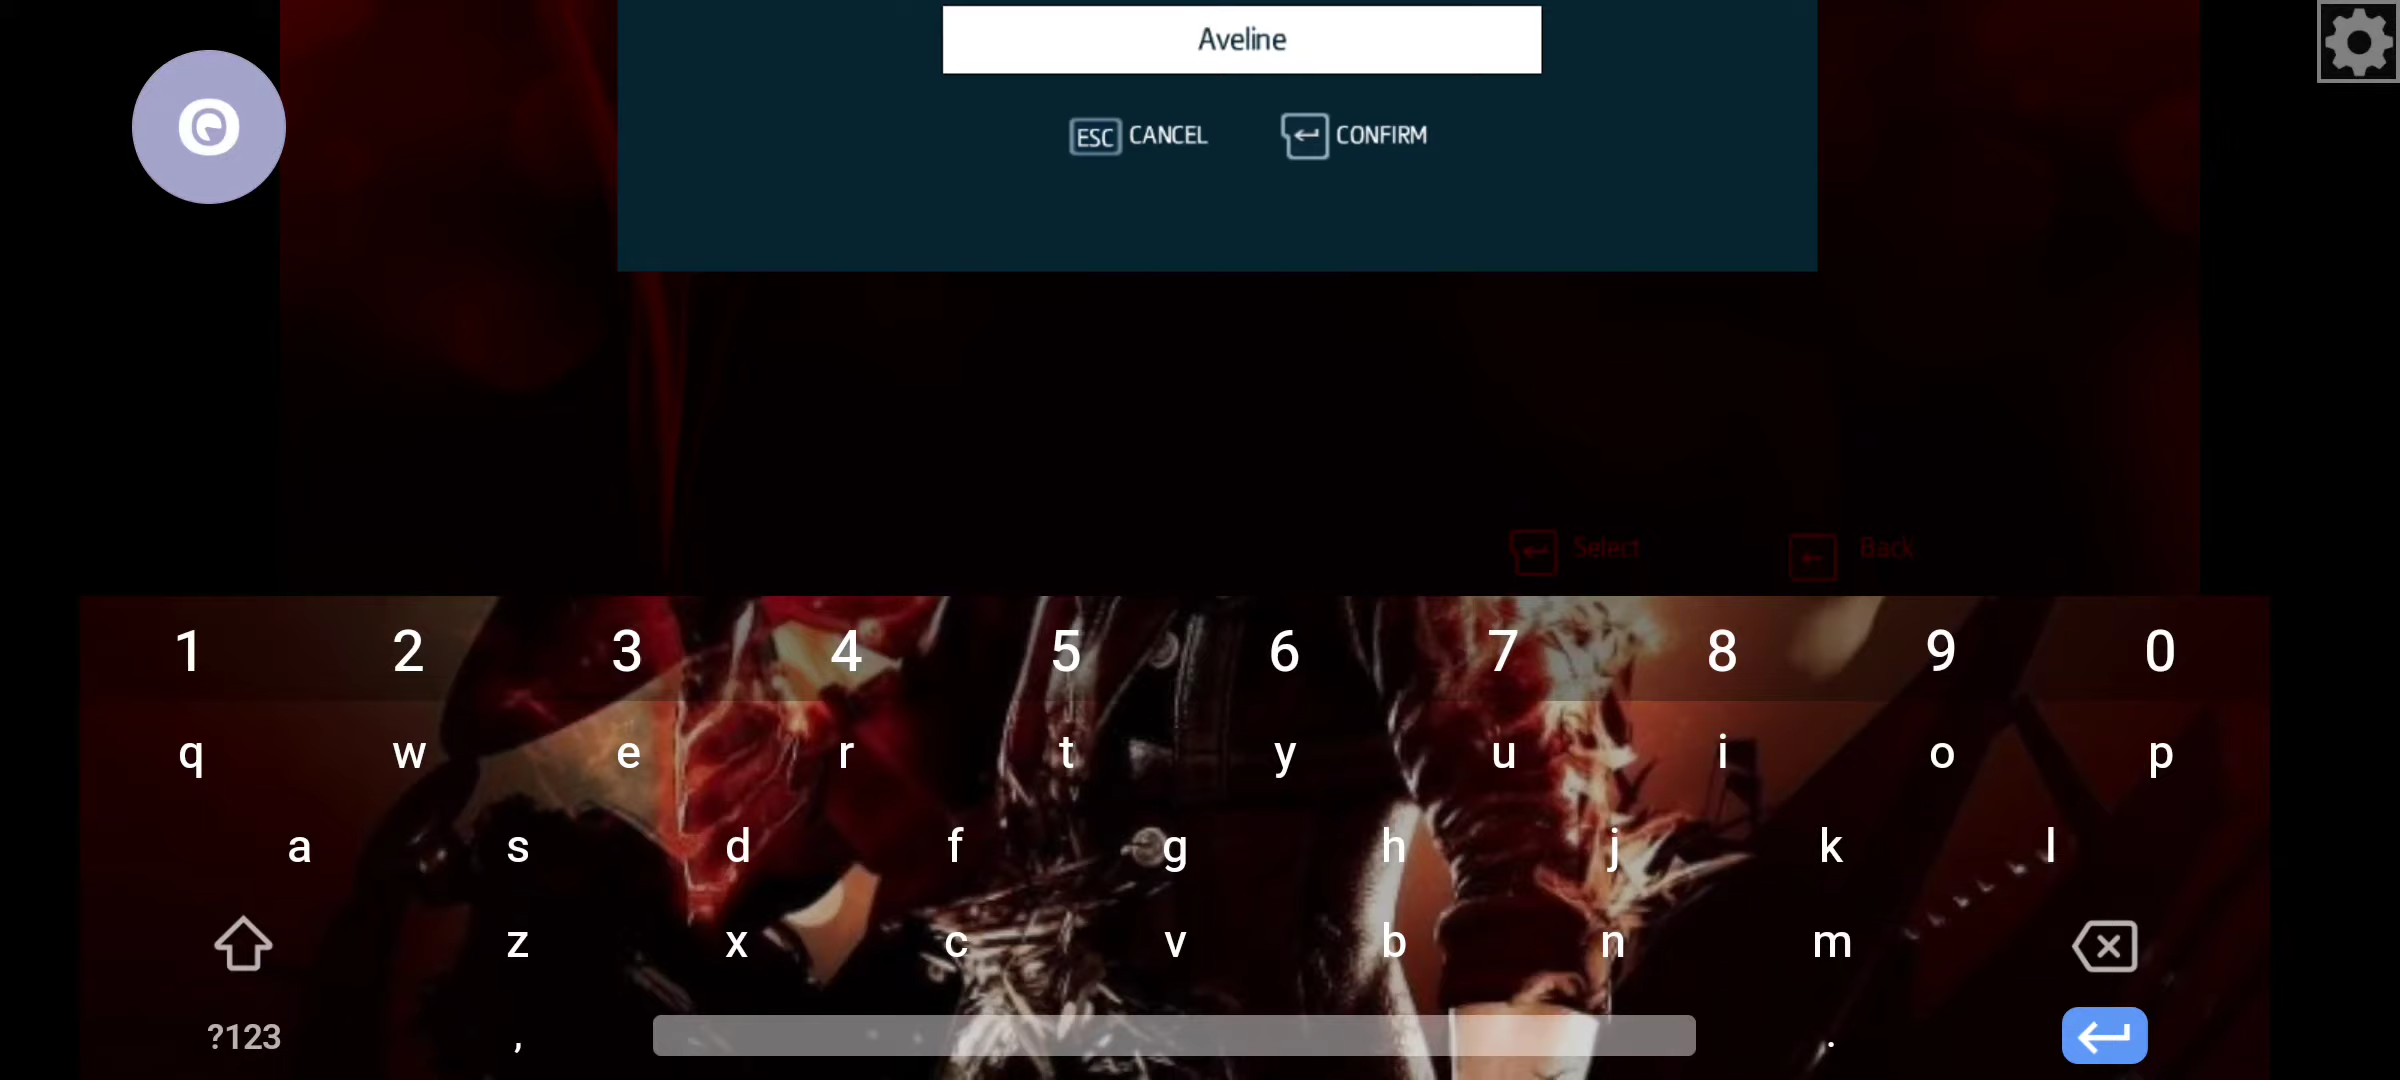 Aveline
ESC CANCEL CONFIRM
Select Back
1 2 3 4 5 6 7 8 9 0
q w e r t y u i o p
a s d f g h j k l
z x c v b n m
?123 , .